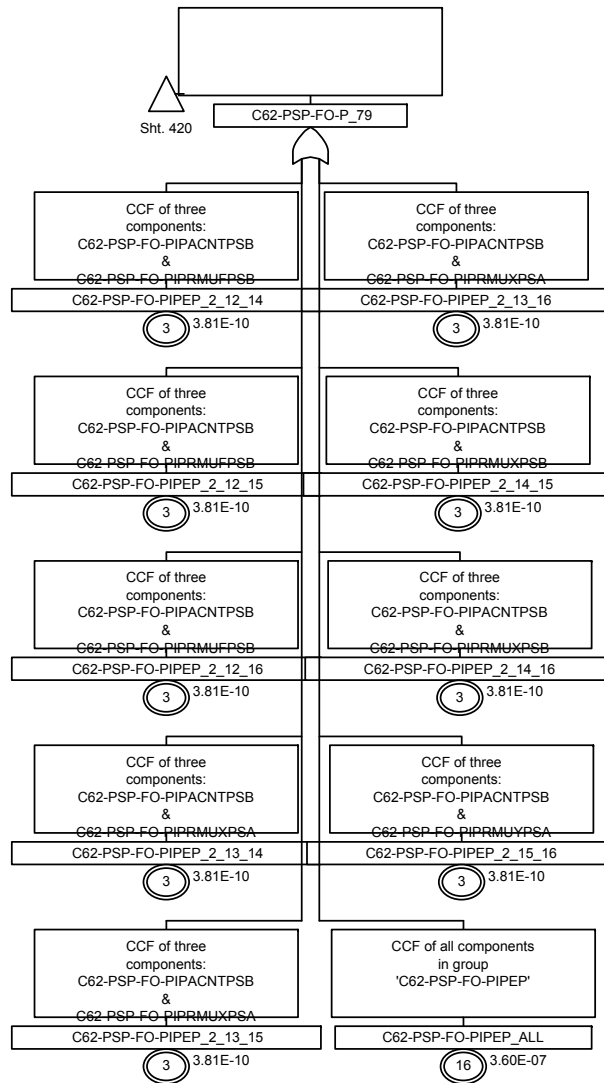 C62-PSP-FO-P_79
Sht. 420
CCF of three
components:
C62-PSP-FO-PIPACNTPSB
&
C62-PSP-FO-PIPRMUFPSB
C62-PSP-FO-PIPEP_2_12_14
3
3.81E-10
CCF of three
components:
C62-PSP-FO-PIPACNTPSB
&
C62-PSP-FO-PIPRMUXPSA
C62-PSP-FO-PIPEP_2_13_16
3
3.81E-10
CCF of three
components:
C62-PSP-FO-PIPACNTPSB
&
C62-PSP-FO-PIPRMUFPSB
C62-PSP-FO-PIPEP_2_12_15
3
3.81E-10
CCF of three
components:
C62-PSP-FO-PIPACNTPSB
&
C62-PSP-FO-PIPRMUXPSB
C62-PSP-FO-PIPEP_2_14_15
3
3.81E-10
CCF of three
components:
C62-PSP-FO-PIPACNTPSB
&
C62-PSP-FO-PIPRMUFPSB
C62-PSP-FO-PIPEP_2_12_16
3
3.81E-10
CCF of three
components:
C62-PSP-FO-PIPACNTPSB
&
C62-PSP-FO-PIPRMUXPSB
C62-PSP-FO-PIPEP_2_14_16
3
3.81E-10
CCF of three
components:
C62-PSP-FO-PIPACNTPSB
&
C62-PSP-FO-PIPRMUXPSA
C62-PSP-FO-PIPEP_2_13_14
3
3.81E-10
CCF of three
components:
C62-PSP-FO-PIPACNTPSB
&
C62-PSP-FO-PIPRMUYPSA
C62-PSP-FO-PIPEP_2_15_16
3
3.81E-10
CCF of three
components:
C62-PSP-FO-PIPACNTPSB
&
C62-PSP-FO-PIPRMUXPSA
C62-PSP-FO-PIPEP_2_13_15
3
3.81E-10
CCF of all components
in group
'C62-PSP-FO-PIPEP'
C62-PSP-FO-PIPEP_ALL
16
3.60E-07